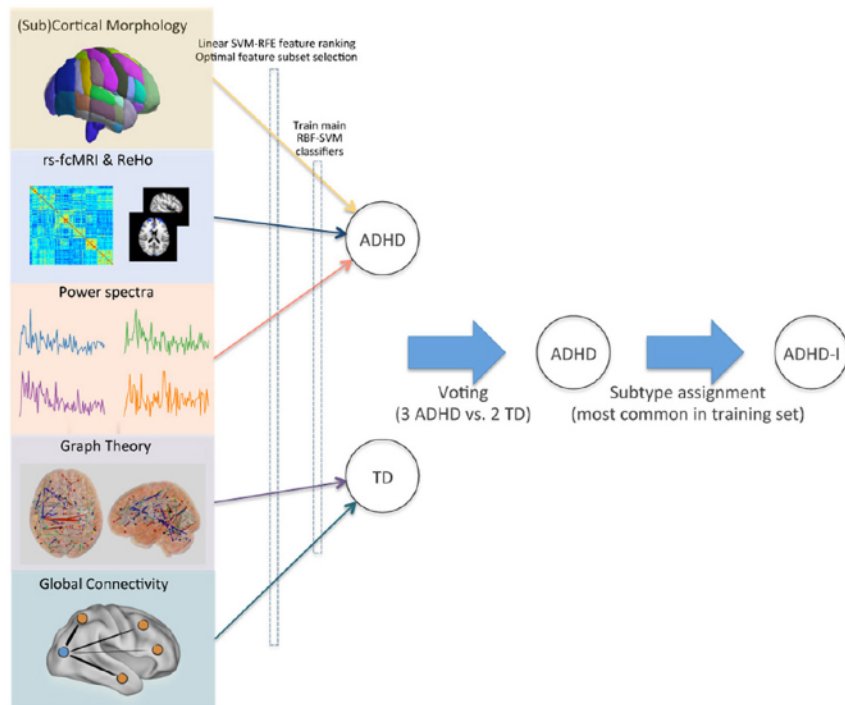 (Sub)Cortical Morphology
Linear SVM-RFE feature ranking
Optimal feature subset selection
Train main
RBF-SVM
classifiers
rs-fcMRI & ReHo
ADHD
Power spectra
Voting
(3 ADHD vs. 2 TD)
ADHD
Subtype assignment
(most common in training set)
ADHD-I
Graph Theory
TD
Global Connectivity